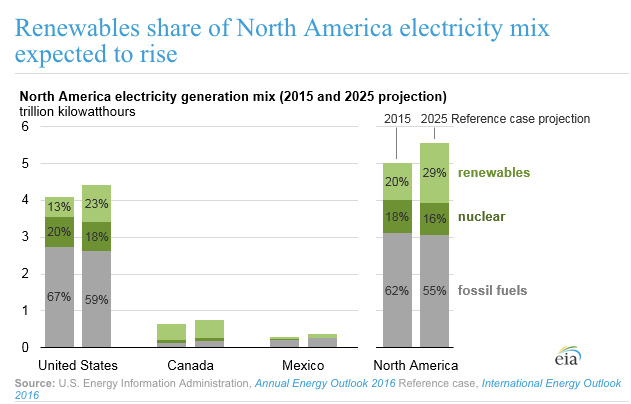 Renewables share of North America electricity mix
expected to rise
North America electricity generation mix (2015 and 2025 projection)
trillion kilowatthours
6
5
4
3
2
1
0
2015 2025 Reference case projection
13%
20%
67%
23%
18%
59%
20%
18%
62%
29%
16%
55%
renewables
nuclear
fossil fuels
United States
Canada
Mexico
North America
eia
Source: U.S. Energy Information Administration, Annual Energy Outlook 2016 Reference case, International Energy Outlook
2016